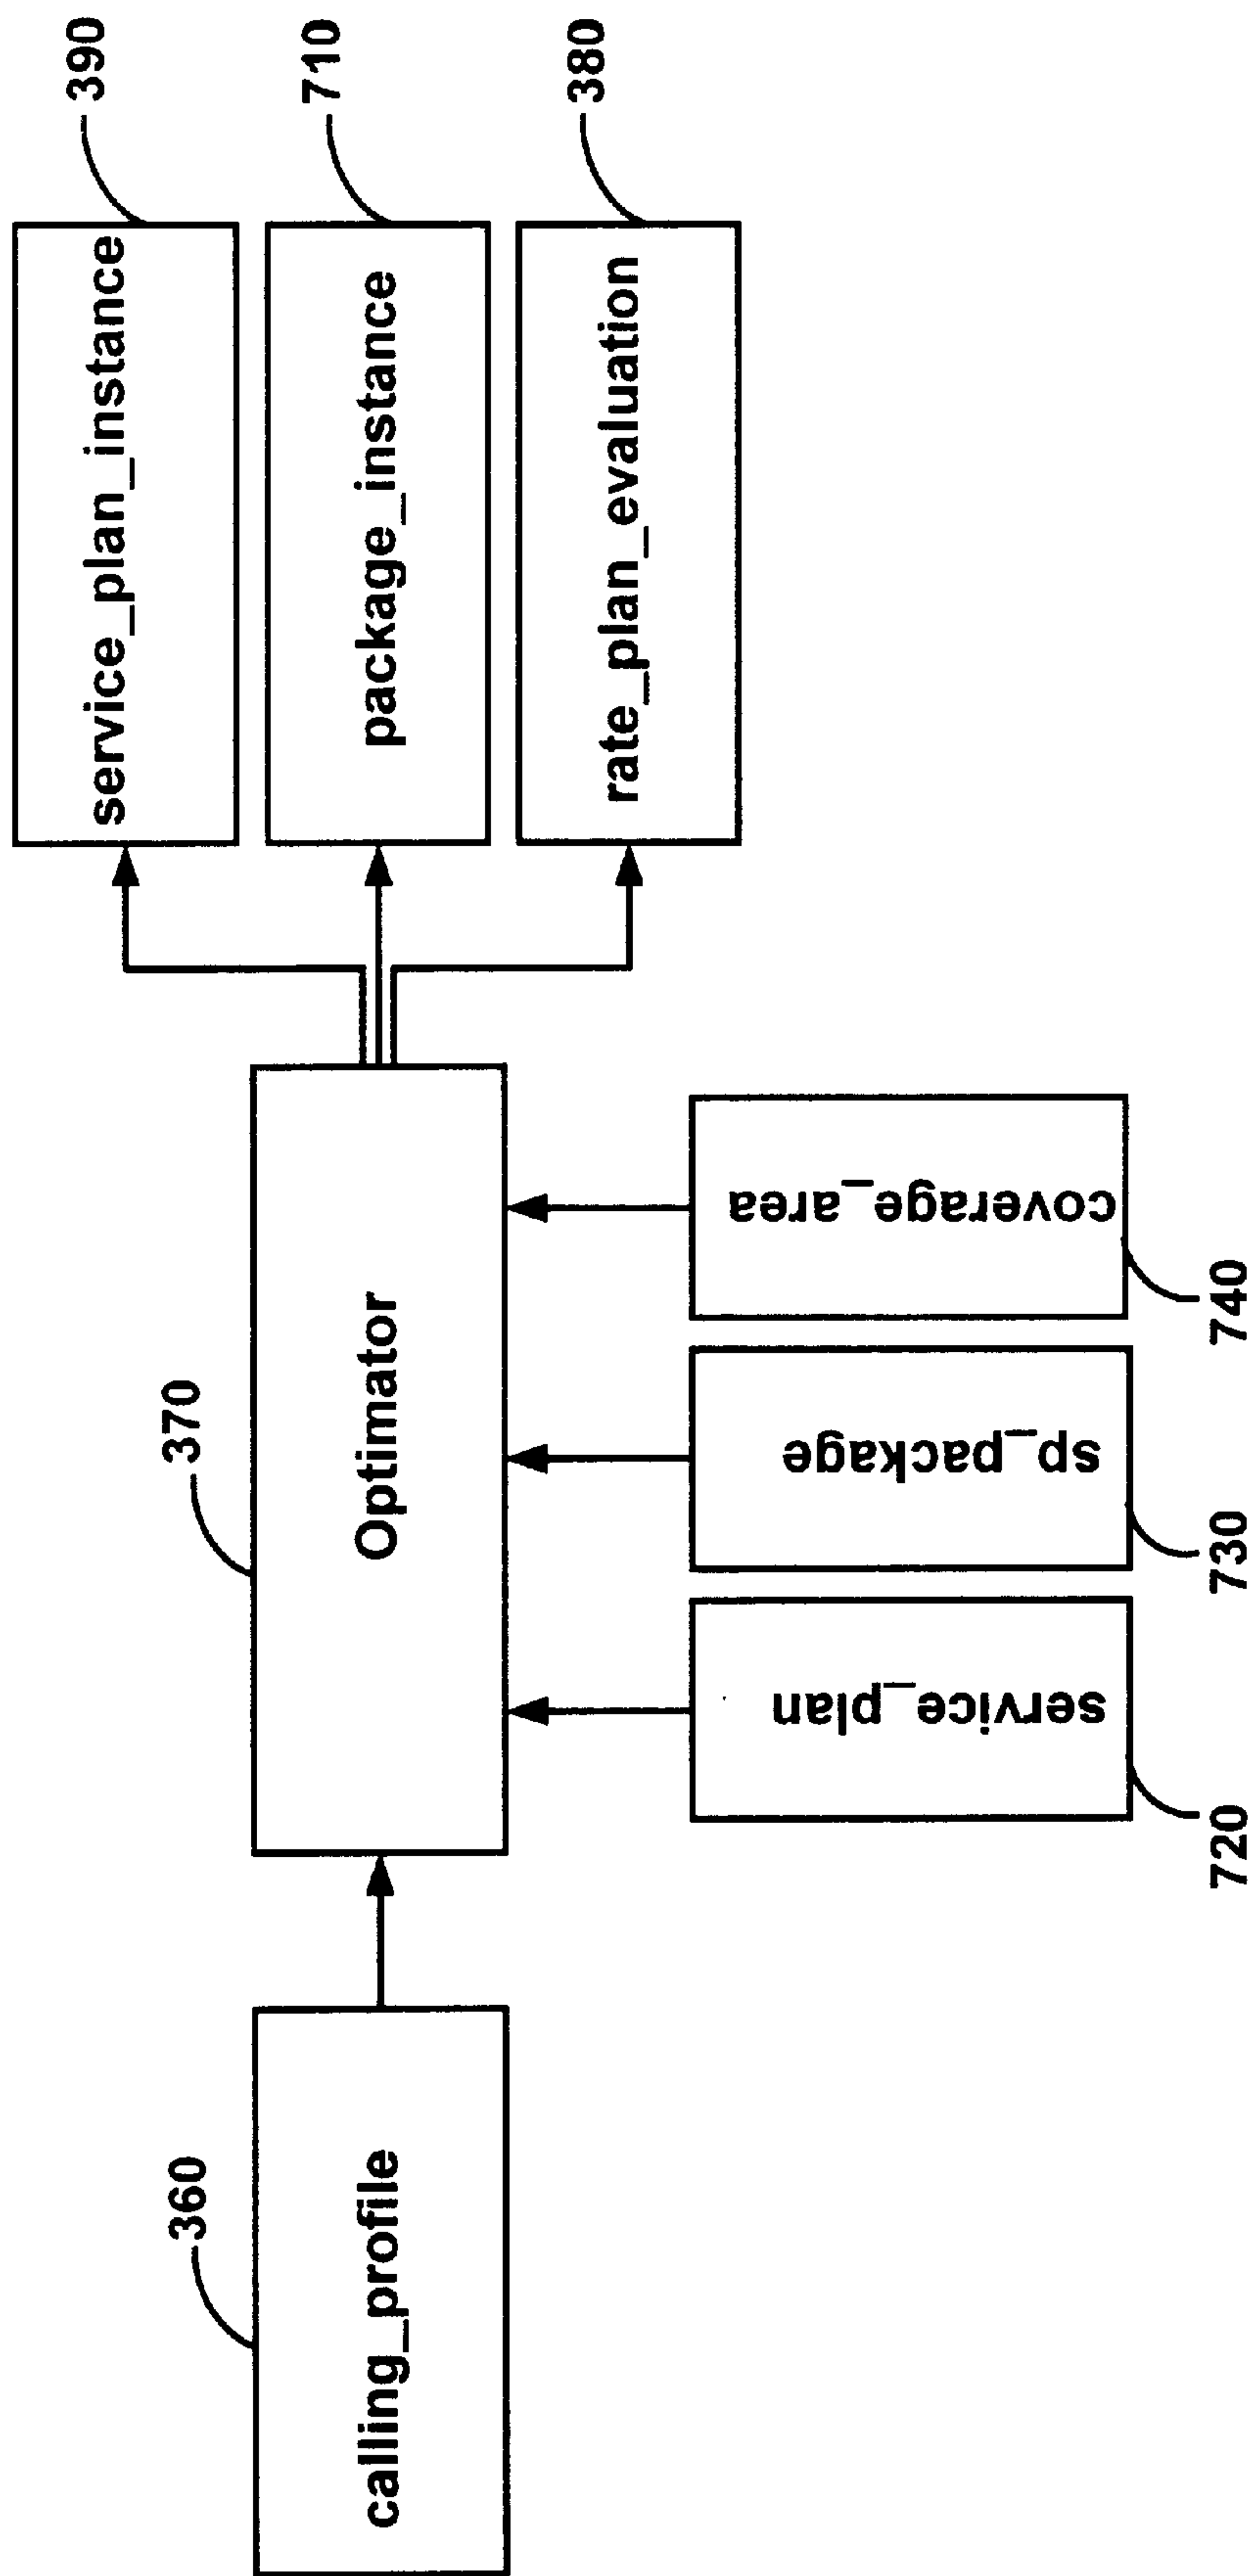 360
calling_profile
370
Optimator
720
service_plan
730
sp_package
740
coverage_area
390
service_plan_instance
710
package_instance
380
rate_plan_evaluation